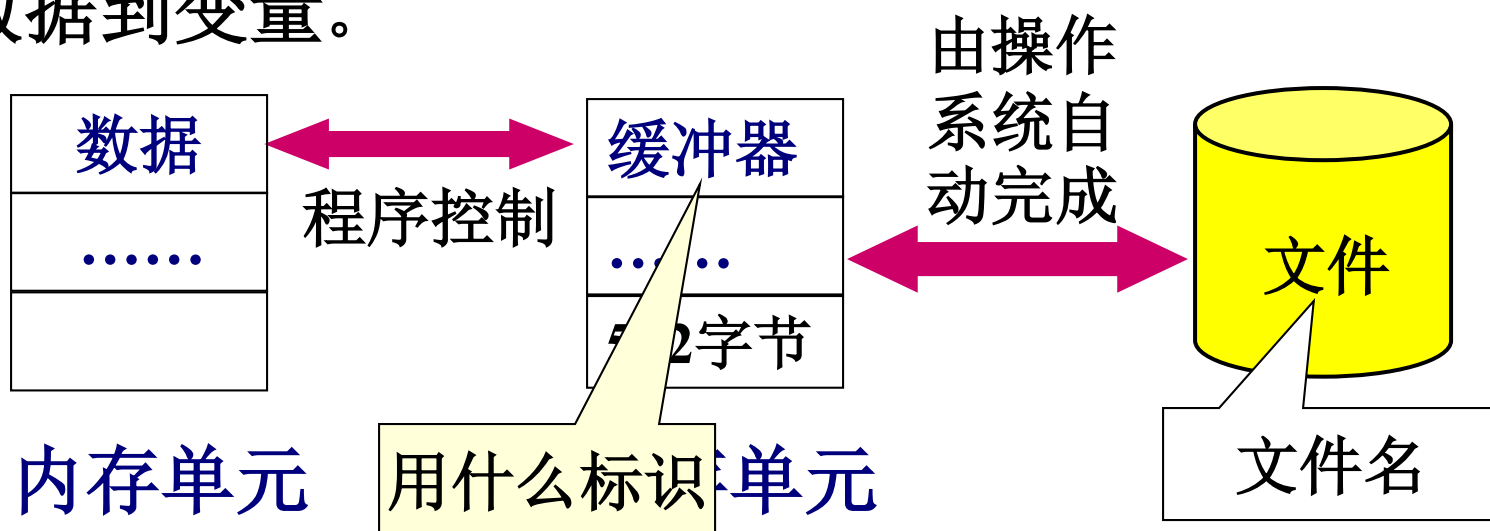 据到变量。
由操作
系统自
动完成
数据
程序控制
缓冲器
……
……
2字节
文件
内存单元
用什么标识
单元
文件名